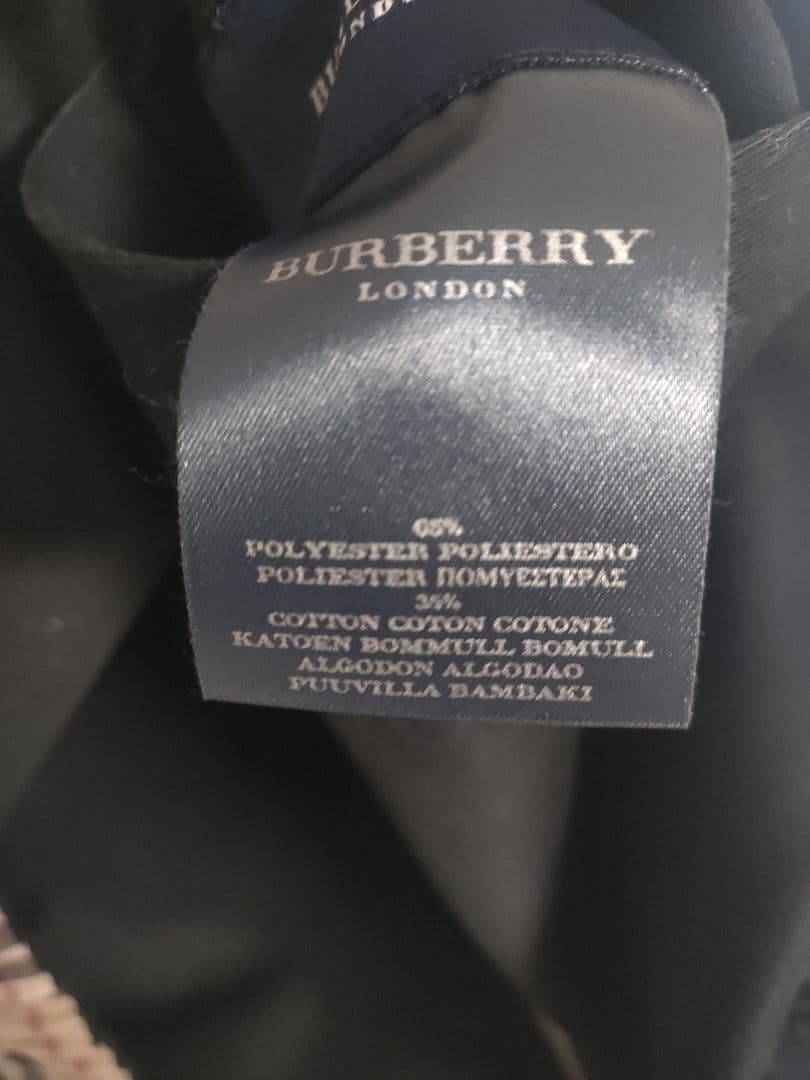 BURBERRY
LONDON
65%
POLYESTER POLIESTERO
POLIESTER ΠΟΜΥΕΣΤΕΡΑΣ
35%
COTTON COTON COTONE
KATOEN BOMMULL BOMULL
ALGODON ALGODAO
PUUVILLA BAMBAKI